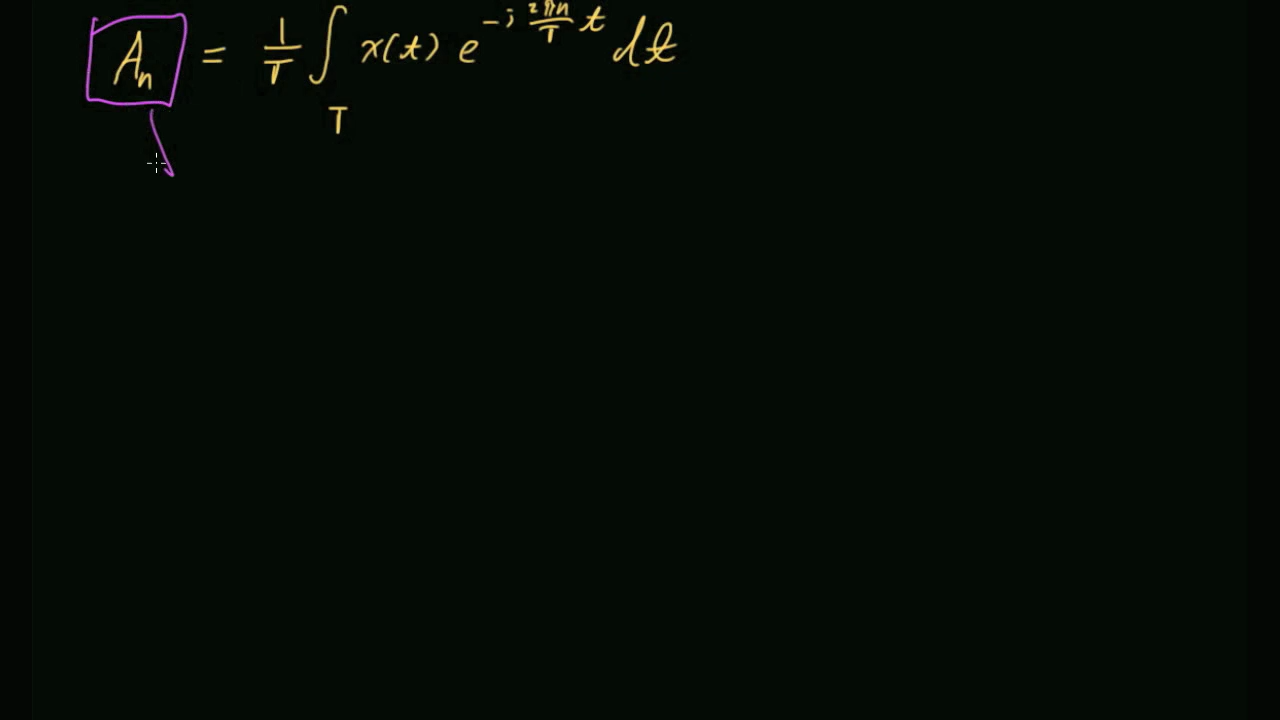 Aₙ = 1/T ∫_T x(t) e^(-j (2πn/T) t) dt